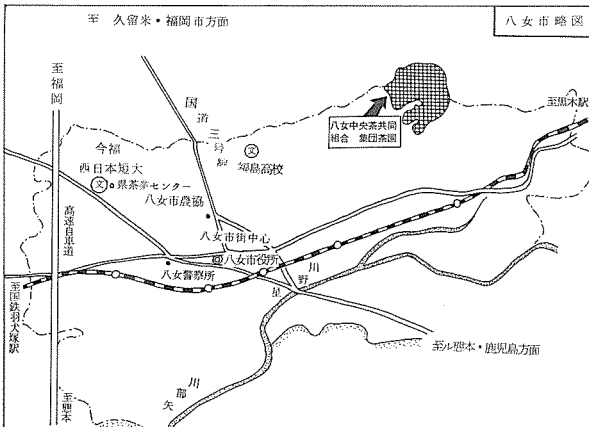 至 久留米・福岡市方面
八女市略図
至福岡
国道三号線
至黒木駅
八女中央茶共同
組合 集団茶園
今福
文
福島高校
西日本短大
文
県茶業センター
八女市農協
高速自車道
八女市街中心
八女市役所
八女警察所
星野川
至国鉄羽犬塚駅
至ル熊本・鹿児島方面
矢部川
至熊本